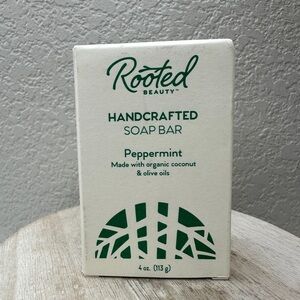 Rooted
BEAUTY™
HANDCRAFTED
SOAP BAR
Peppermint
Made with organic coconut
& olive oils
4 oz. (113 g)